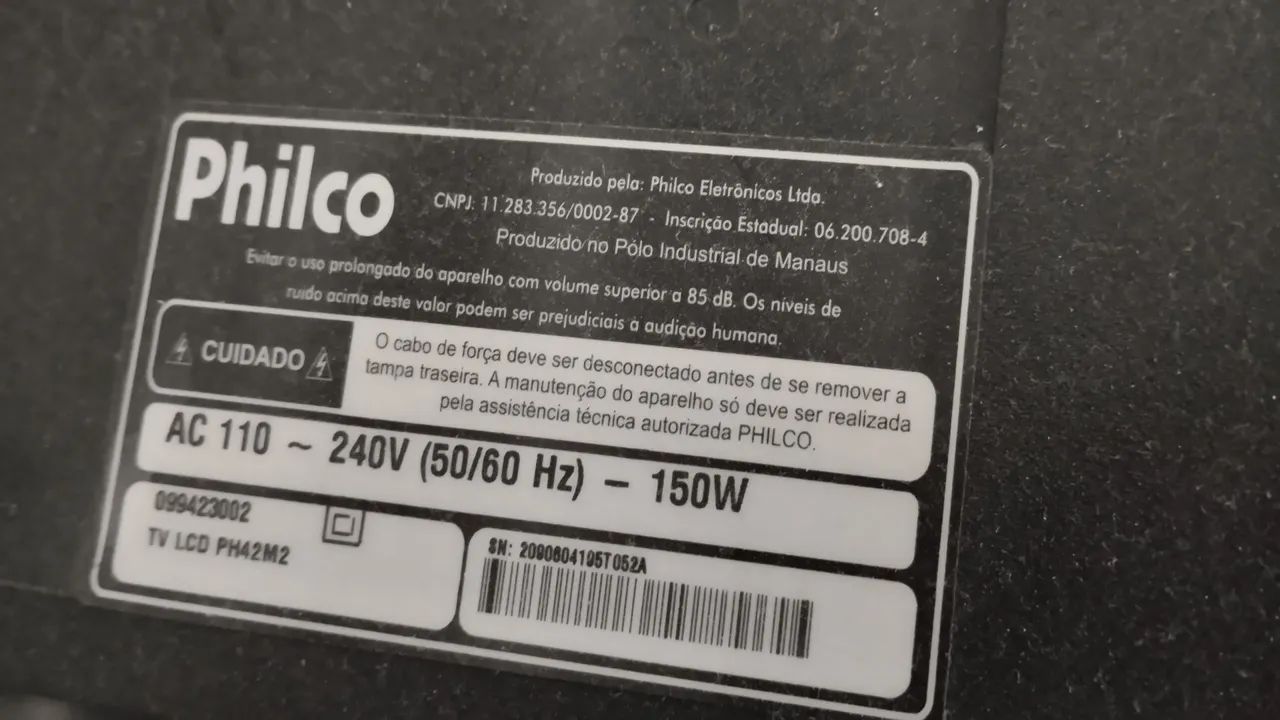 Philco
Produzido pela: Philco Eletrônicos Ltda.
CNPJ: 11.283.356/0002-87 - Inscrição Estadual: 06.200.708-4
Produzido no Pólo Industrial de Manaus
Evitar o uso prolongado do aparelho com volume superior a 85 dB. Os níveis de
ruído acima deste valor podem ser prejudiciais a audição humana.
CUIDADO
O cabo de força deve ser desconectado antes de se remover a
tampa traseira. A manutenção do aparelho só deve ser realizada
pela assistência técnica autorizada PHILCO.
AC 110 ~ 240V (50/60 Hz) – 150W
099423002
TV LCD PH42M2
SN: 2090604195T052A